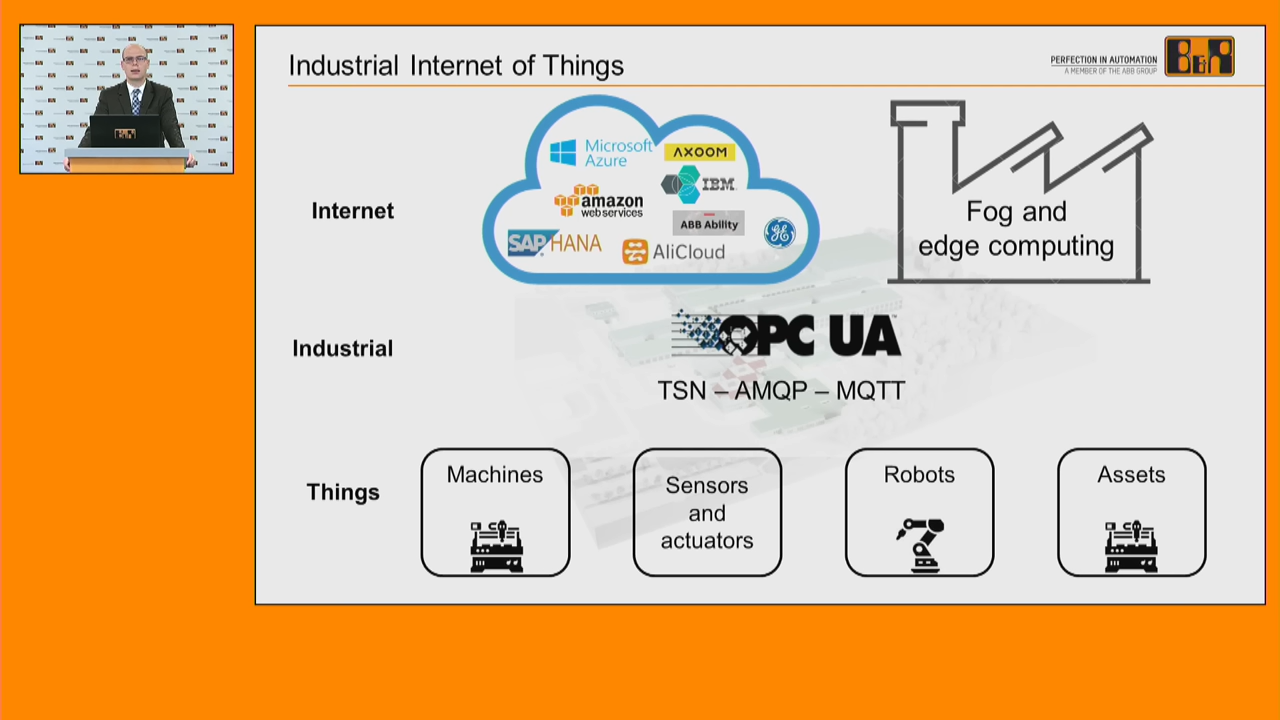 Industrial Internet of Things
PERFECTION IN AUTOMATION
A MEMBER OF THE ABB GROUP
B&R
Internet
Microsoft
Azure
AXOOM
IBM
amazon
webservices
ABB Ability
GE
SAP HANA
AliCloud
Fog and
edge computing
Industrial
OPC UA
TSN – AMQP – MQTT
Things
Machines
Sensors
and
actuators
Robots
Assets
B&R